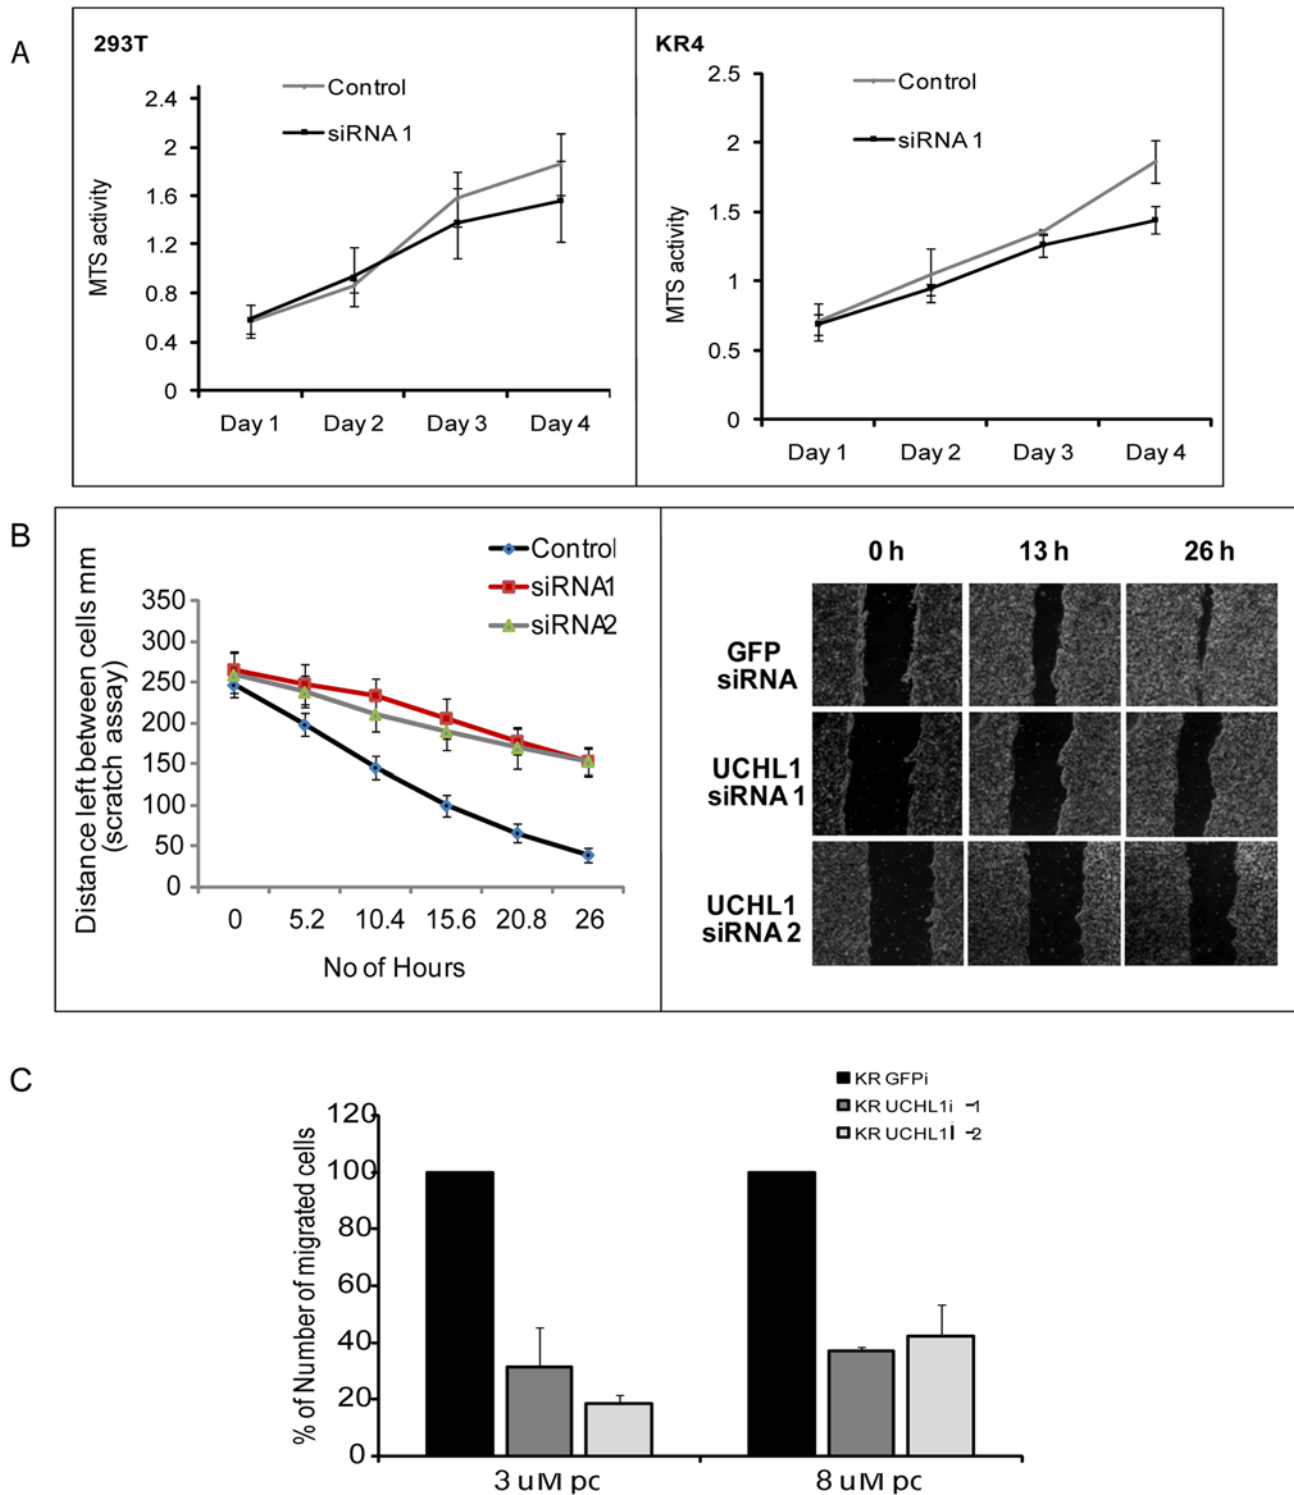 A
293T
Control
siRNA 1
MTS activity
2.4
2
1.6
1.2
0.8
0.4
0
Day 1 Day 2 Day 3 Day 4
KR4
Control
siRNA 1
MTS activity
2.5
2
1.5
1
0.5
0
Day 1 Day 2 Day 3 Day 4
B
Control
siRNA1
siRNA2
Distance left between cells mm
(scratch assay)
350
300
250
200
150
100
50
0
0 5.2 10.4 15.6 20.8 26
No of Hours
0 h 13 h 26 h
GFP
siRNA
UCHL1
siRNA 1
UCHL1
siRNA 2
C
KR GFPi
KR UCHL1i -1
KR UCHL1i -2
% of Number of migrated cells
120
100
80
60
40
20
0
3 uM pc 8 uM pc